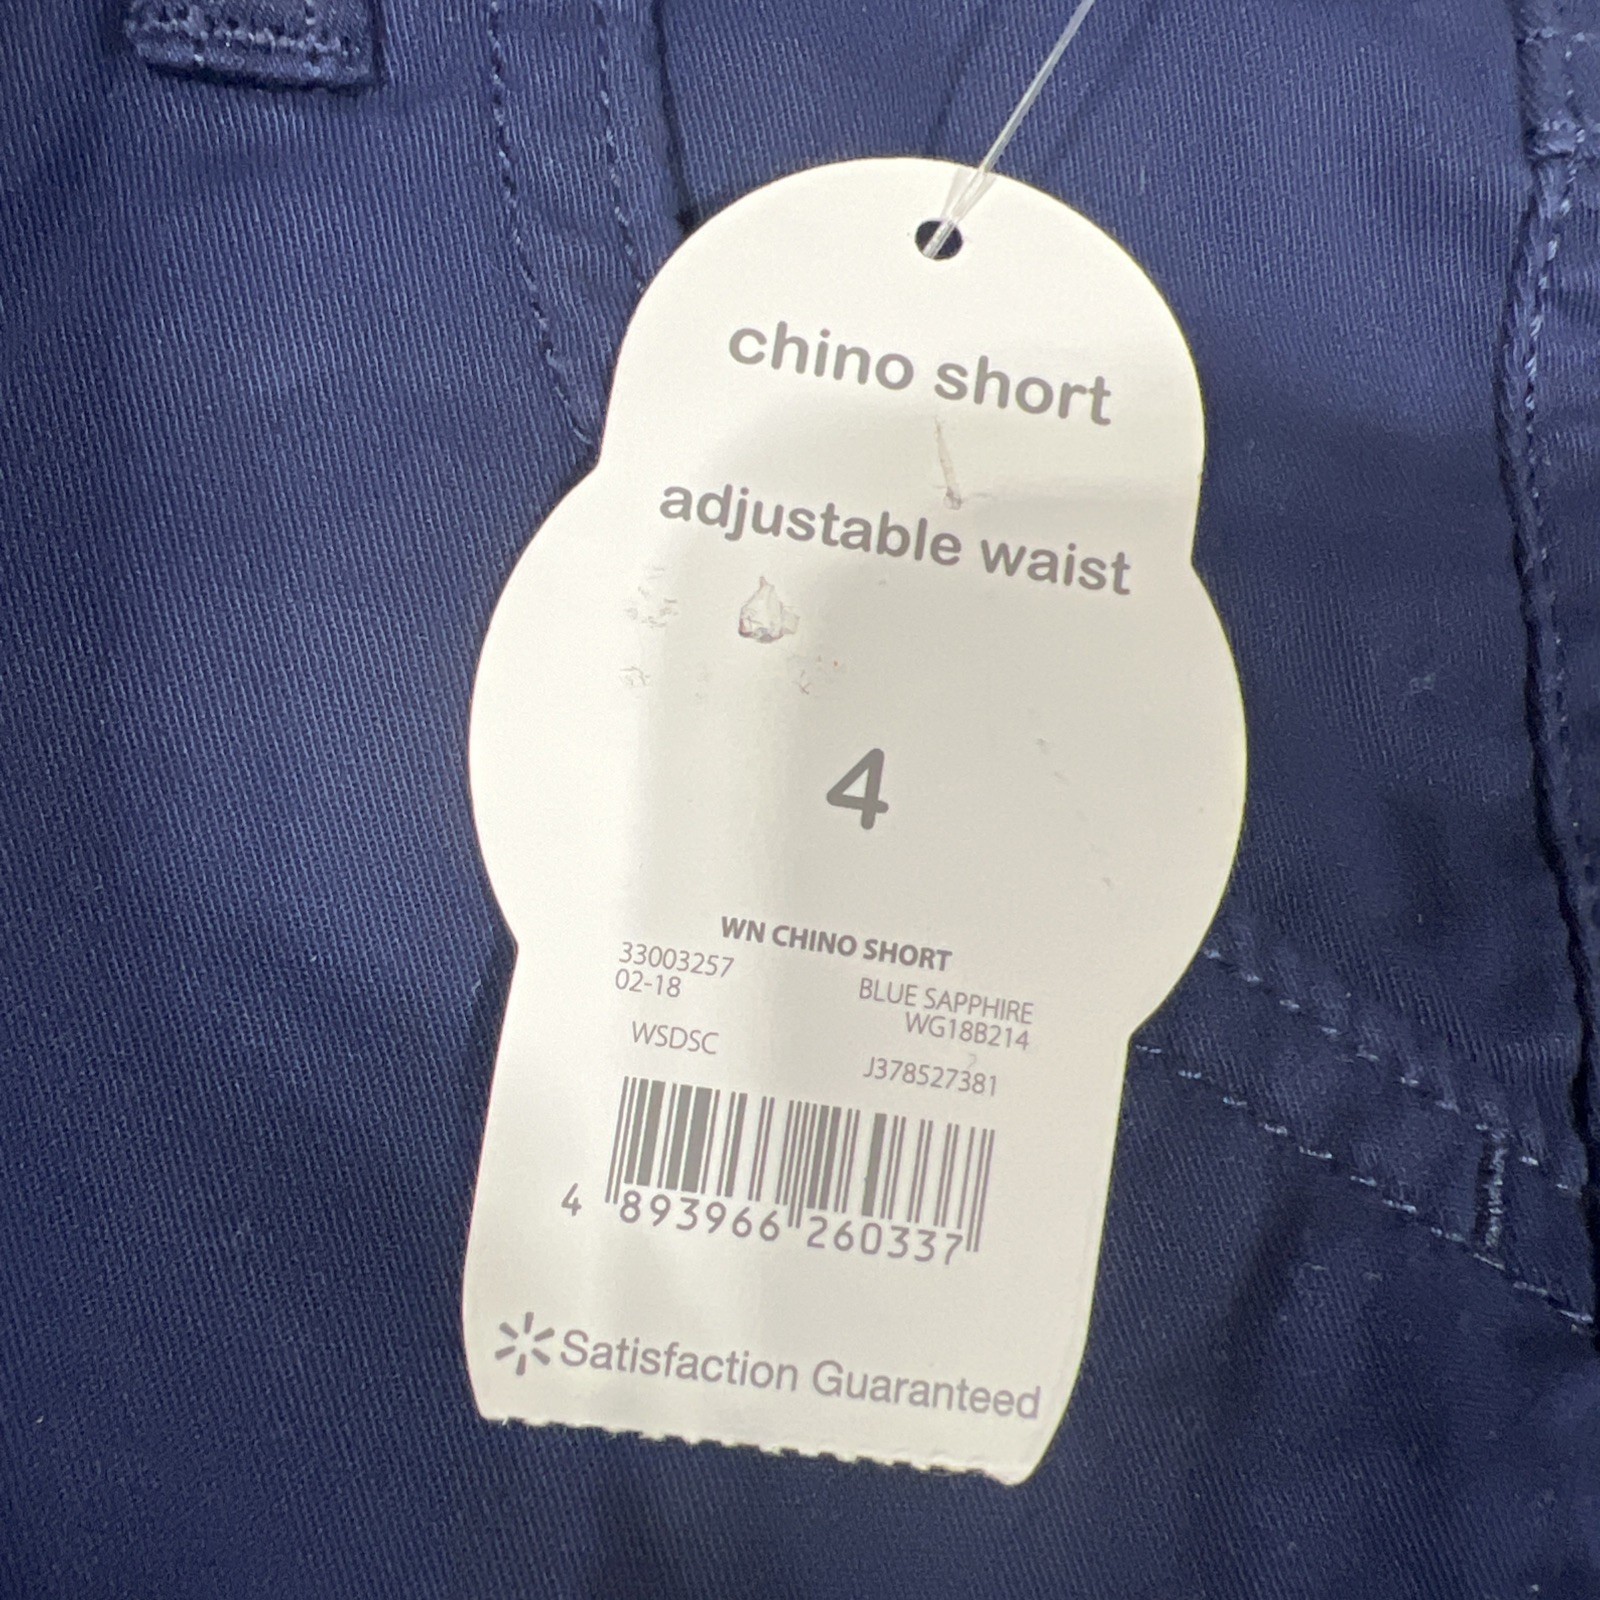 chino short
adjustable waist
4
WN CHINO SHORT
33003257
BLUE SAPPHIRE
02-18
WG18B214
WSDSC
J378527381
4 893966 260337
Satisfaction Guaranteed